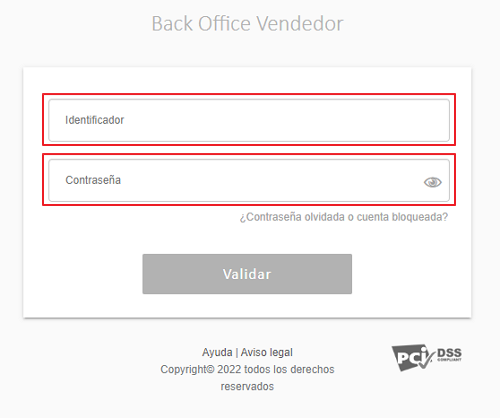 Back Office Vendedor
Identificador
Contraseña
¿Contraseña olvidada o cuenta bloqueada?
Validar
Ayuda | Aviso legal
Copyright© 2022 todos los derechos
reservados
PCi DSS
COMPLIANT